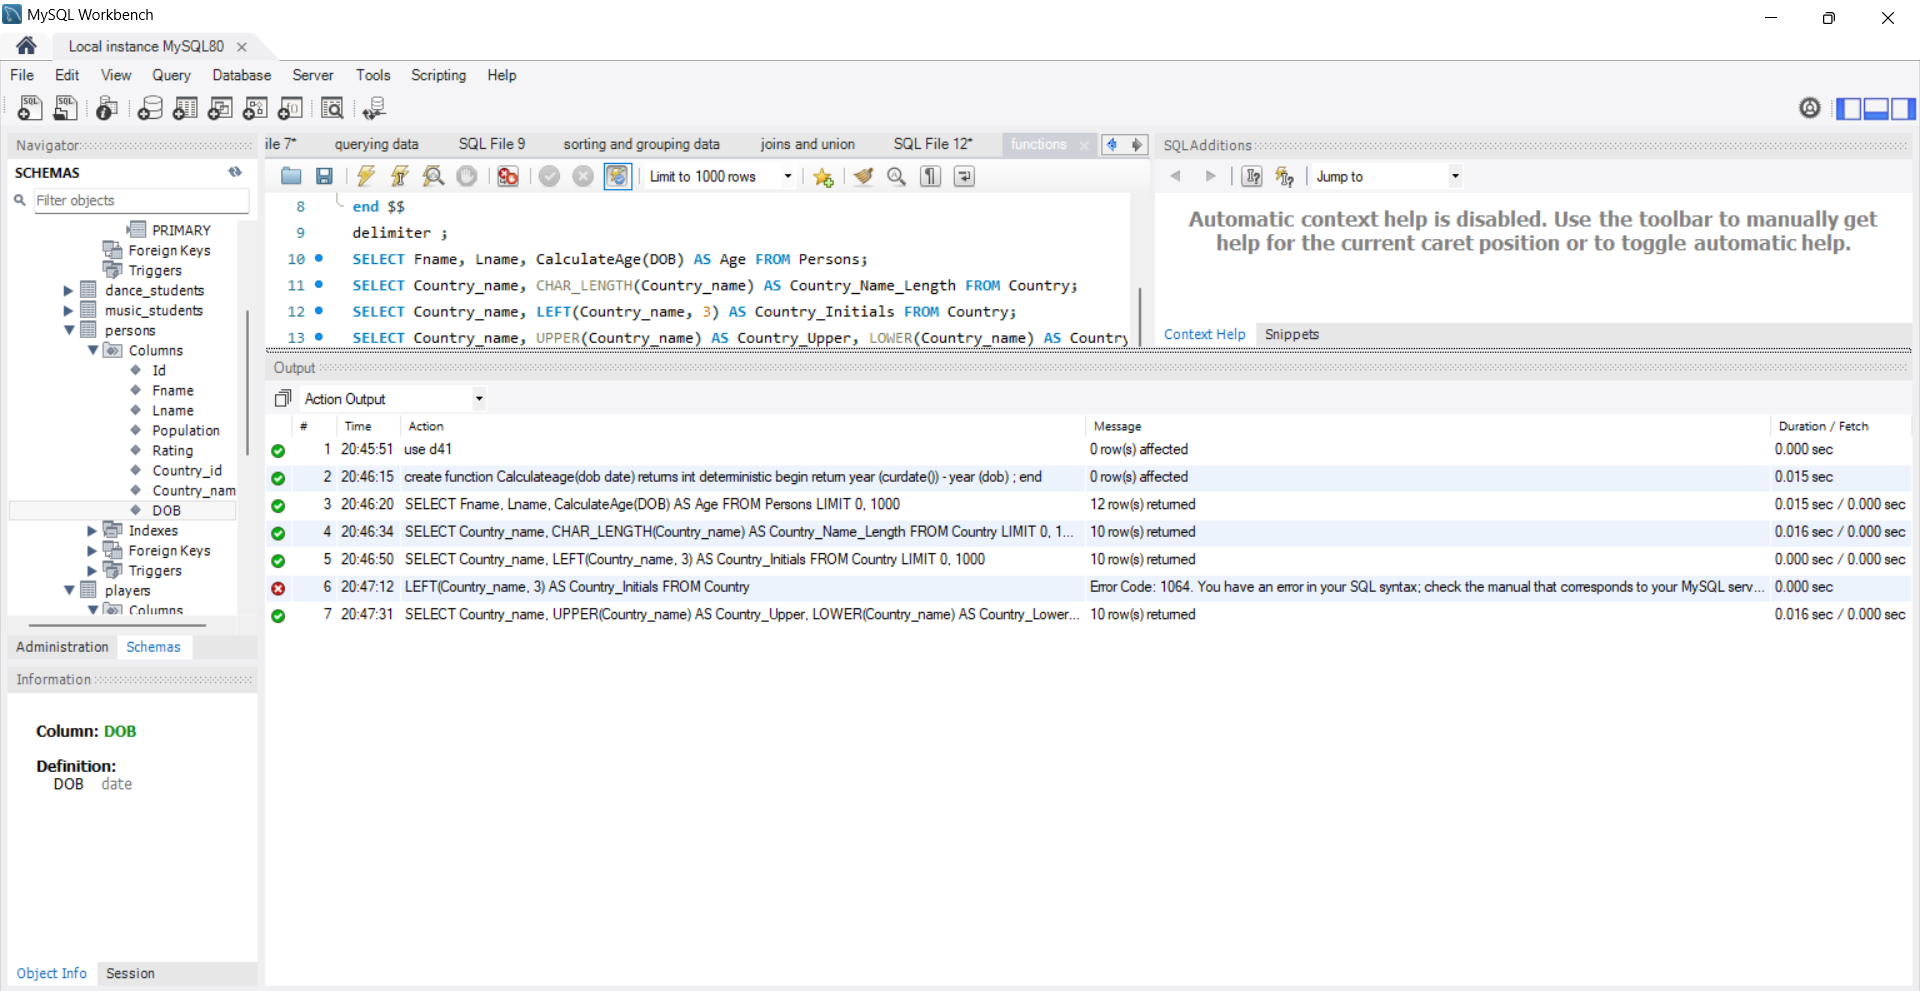 MySQL Workbench
Local instance MySQL80
File Edit View Query Database Server Tools Scripting Help
Navigator
SCHEMAS
Filter objects
PRIMARY
Foreign Keys
Triggers
dance_students
music_students
persons
Columns
Id
Fname
Lname
Population
Rating
Country_id
Country_nam
DOB
Indexes
Foreign Keys
Triggers
players
Columns
Administration Schemas
Information
Column: DOB
Definition:
DOB date
Object Info Session
ile 7* querying data SQL File 9 sorting and grouping data joins and union SQL File 12* functions
Limit to 1000 rows
8 end $$
9 delimiter ;
10 SELECT Fname, Lname, CalculateAge(DOB) AS Age FROM Persons;
11 SELECT Country_name, CHAR_LENGTH(Country_name) AS Country_Name_Length FROM Country;
12 SELECT Country_name, LEFT(Country_name, 3) AS Country_Initials FROM Country;
13 SELECT Country_name, UPPER(Country_name) AS Country_Upper, LOWER(Country_name) AS Country
SQLAdditions
Jump to
Automatic context help is disabled. Use the toolbar to manually get
help for the current caret position or to toggle automatic help.
Context Help Snippets
Output
Action Output
# Time Action Message Duration / Fetch
1 20:45:51 use d41 0 row(s) affected 0.000 sec
2 20:46:15 create function Calculateage(dob date) returns int deterministic begin return year (curdate()) - year (dob) ; end 0 row(s) affected 0.015 sec
3 20:46:20 SELECT Fname, Lname, CalculateAge(DOB) AS Age FROM Persons LIMIT 0, 1000 12 row(s) returned 0.015 sec / 0.000 sec
4 20:46:34 SELECT Country_name, CHAR_LENGTH(Country_name) AS Country_Name_Length FROM Country LIMIT 0, 1... 10 row(s) returned 0.016 sec / 0.000 sec
5 20:46:50 SELECT Country_name, LEFT(Country_name, 3) AS Country_Initials FROM Country LIMIT 0, 1000 10 row(s) returned 0.000 sec / 0.000 sec
6 20:47:12 LEFT(Country_name, 3) AS Country_Initials FROM Country Error Code: 1064. You have an error in your SQL syntax; check the manual that corresponds to your MySQL serv... 0.000 sec
7 20:47:31 SELECT Country_name, UPPER(Country_name) AS Country_Upper, LOWER(Country_name) AS Country_Lower... 10 row(s) returned 0.016 sec / 0.000 sec